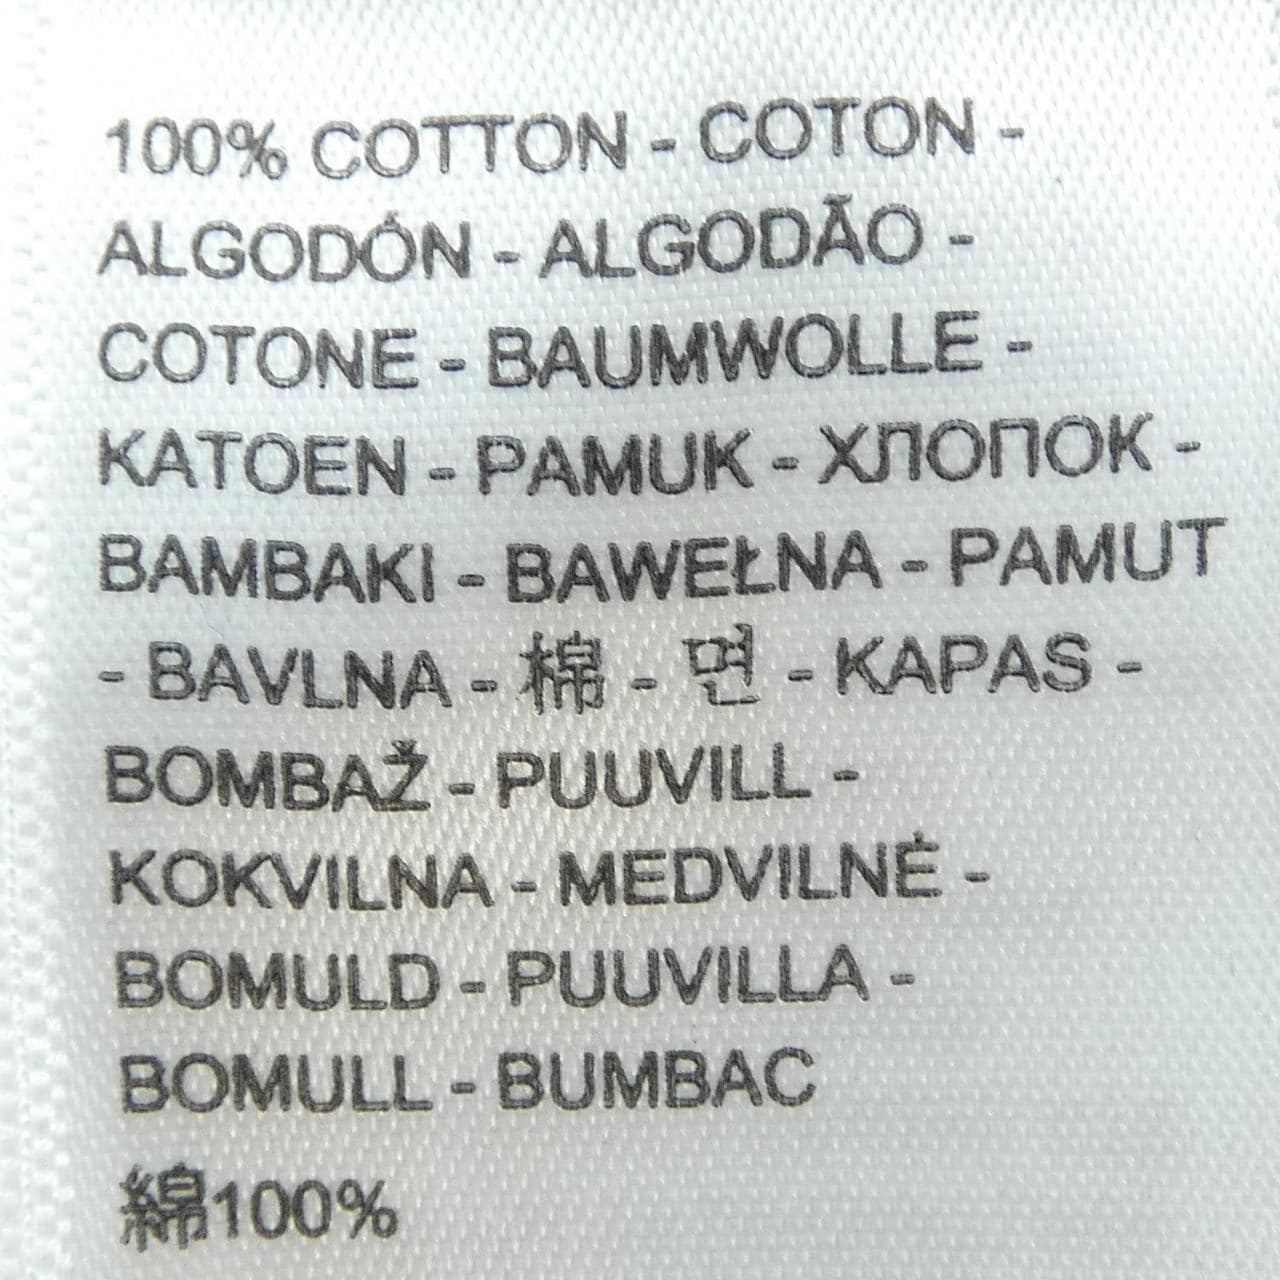 100% COTTON - COTON -
ALGODÓN - ALGODÃO -
COTONE - BAUMWOLLE -
KATOEN - PAMUK - ХЛОПОК -
BAMBAKI - BAWEŁNA - PAMUT
- BAVLNA - 棉 - 면 - KAPAS -
BOMBAŽ - PUUVILL -
KOKVILNA - MEDVILNĖ -
BOMULD - PUUVILLA -
BOMULL - BUMBAC
綿100%